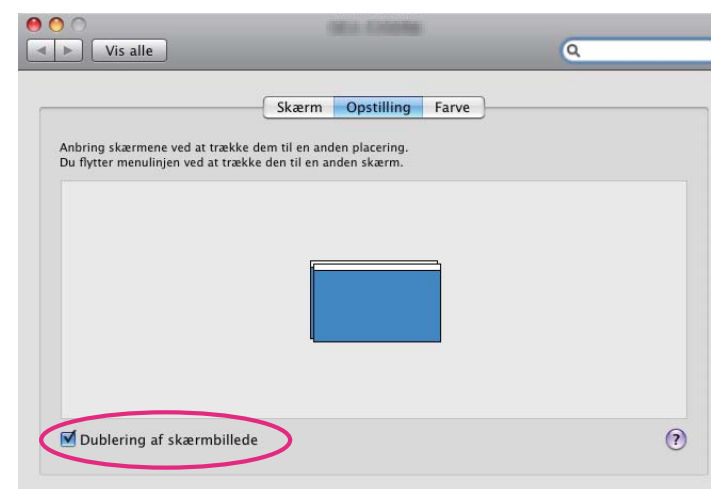 Vis alle
Skærm Opstilling Farve
Anbring skærmene ved at trække dem til en anden placering.
Du flytter menulinjen ved at trække den til en anden skærm.
Dublering af skærmbillede
?